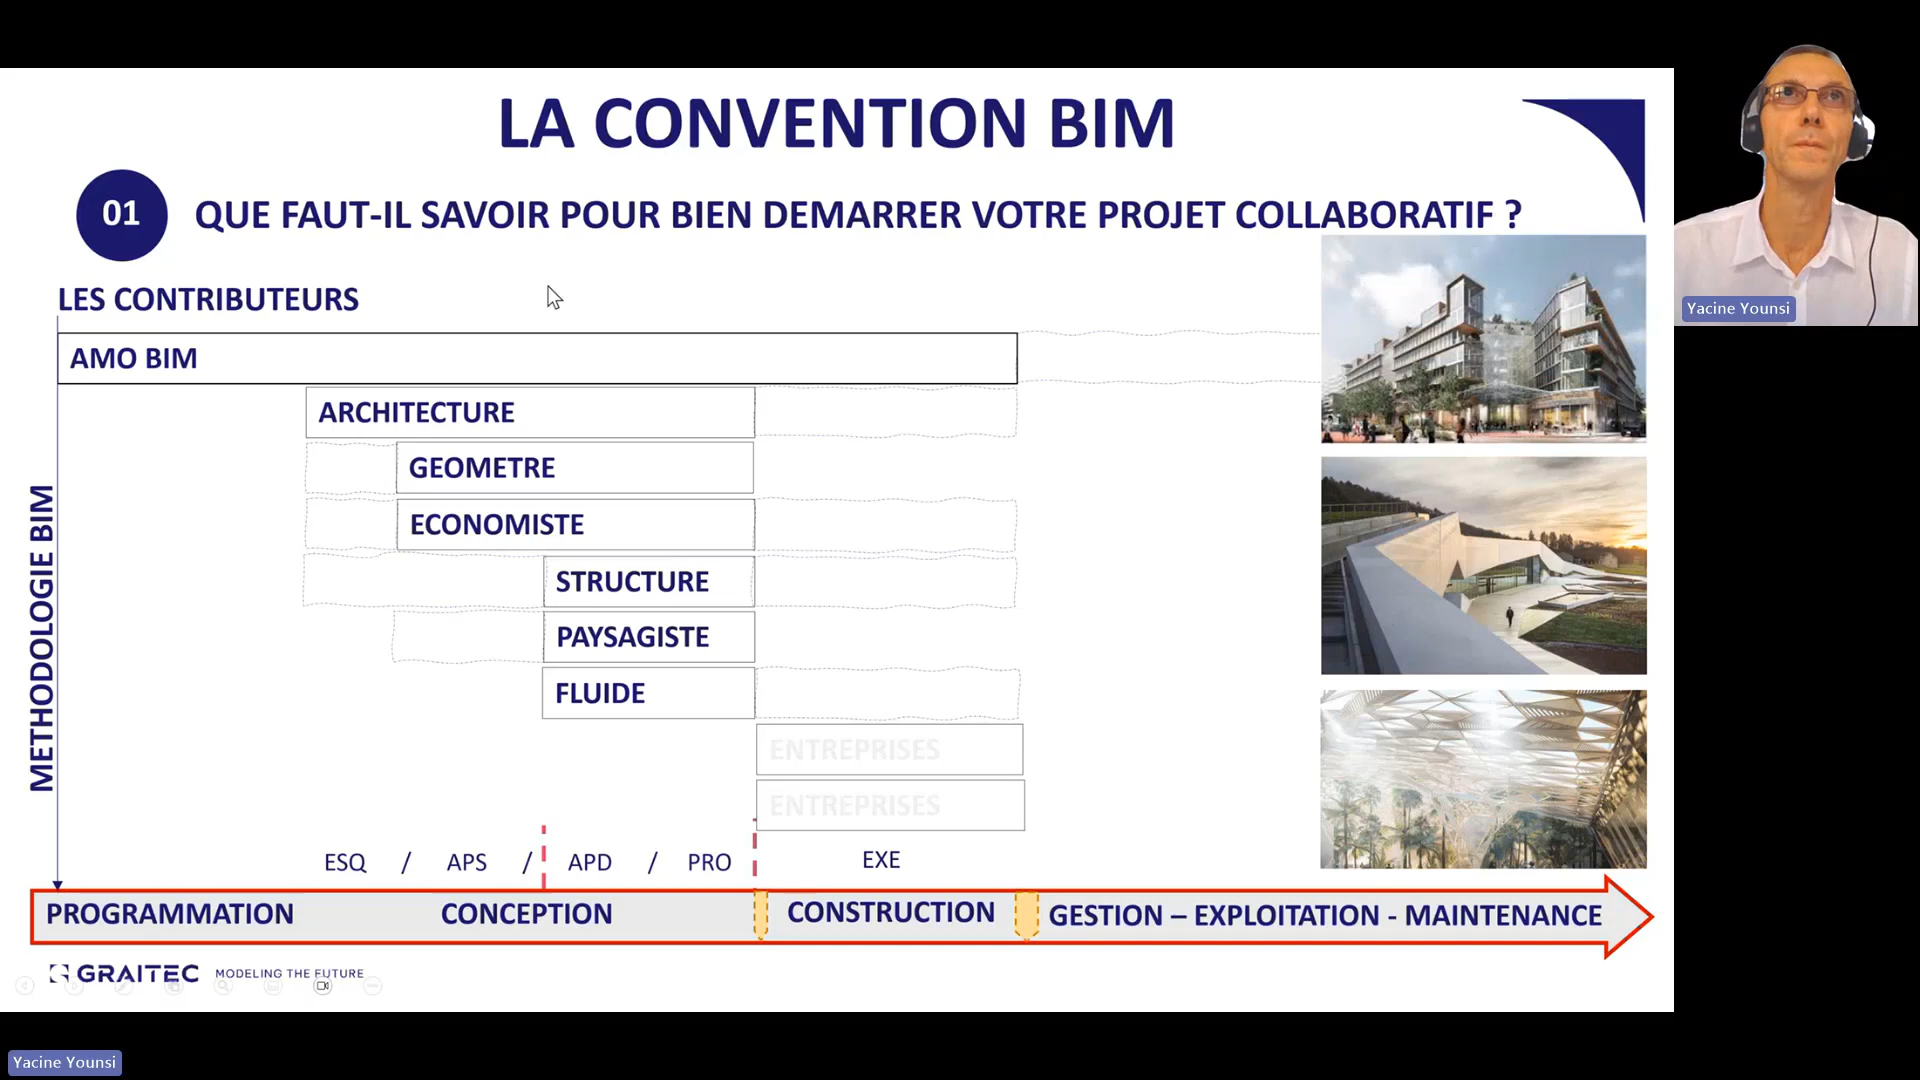 LA CONVENTION BIM
01
QUE FAUT-IL SAVOIR POUR BIEN DEMARRER VOTRE PROJET COLLABORATIF ?
Yacine Younsi
LES CONTRIBUTEURS
AMO BIM
ARCHITECTURE
GEOMETRE
ECONOMISTE
STRUCTURE
PAYSAGISTE
FLUIDE
ENTREPRISES
ENTREPRISES
METHODOLOGIE BIM
ESQ / APS / APD / PRO EXE
PROGRAMMATION CONCEPTION CONSTRUCTION GESTION – EXPLOITATION - MAINTENANCE
GRAITEC MODELING THE FUTURE
Yacine Younsi